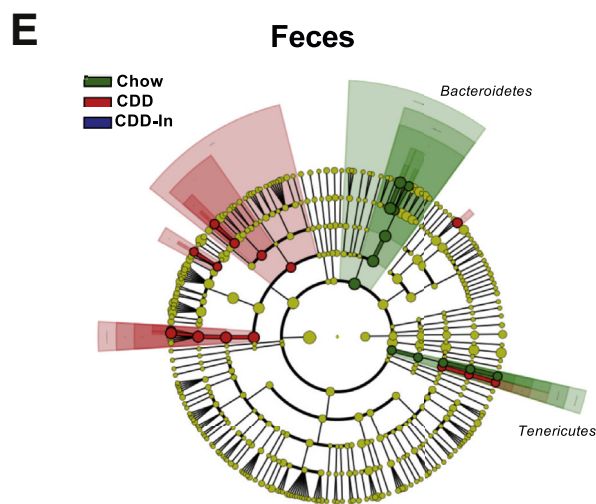 E
Feces
Chow
CDD
CDD-In
Bacteroidetes
Tenericutes